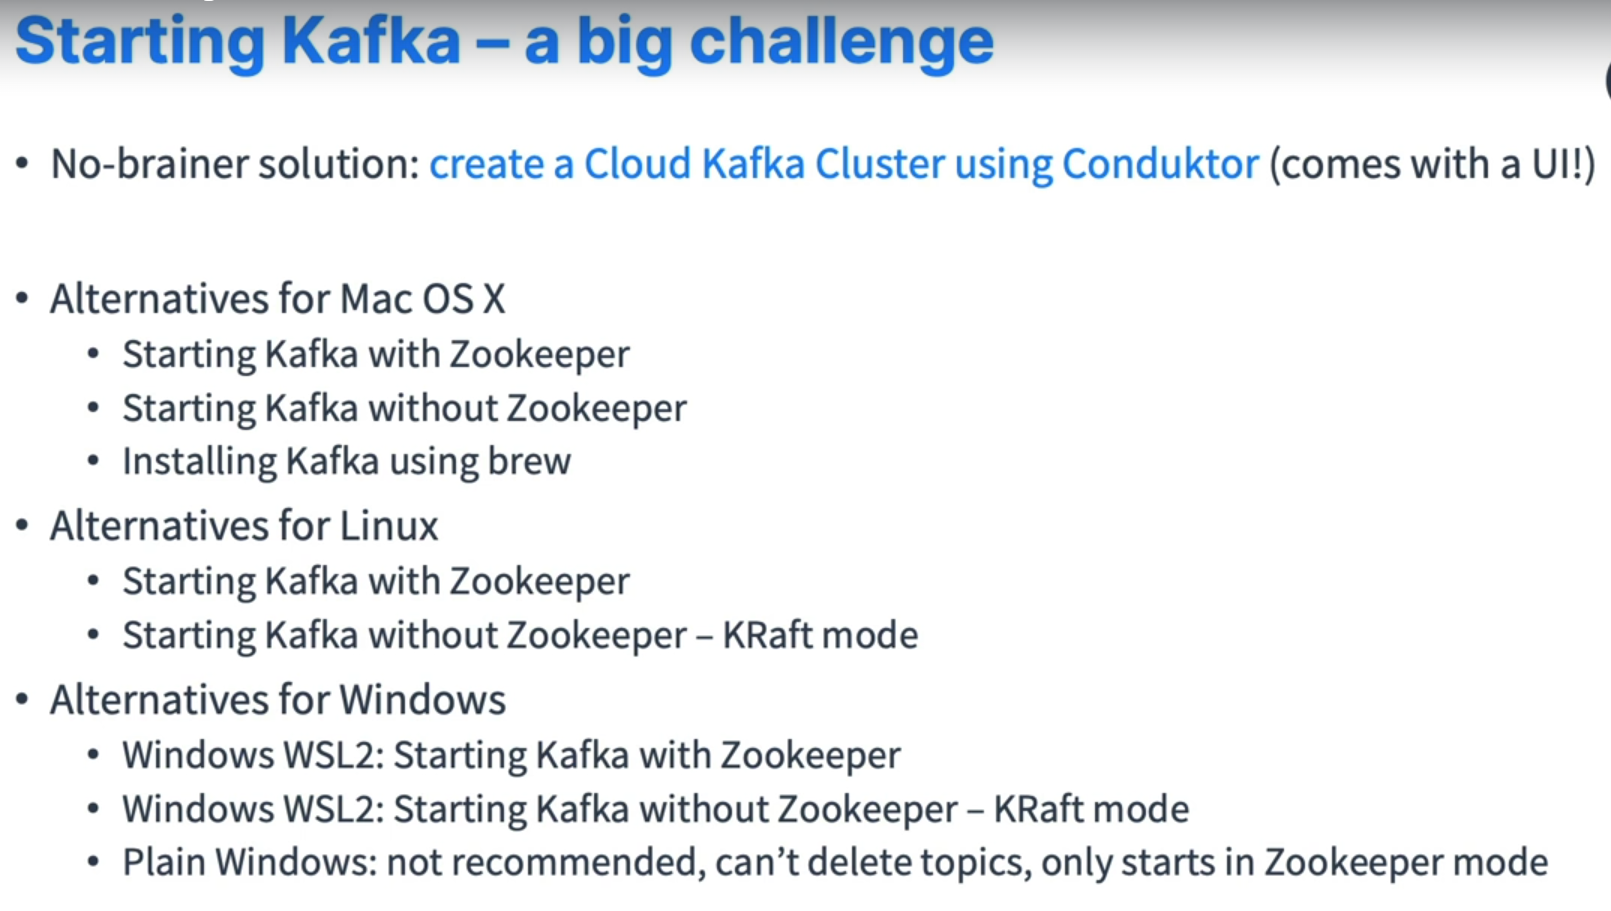 Starting Kafka – a big challenge
• No-brainer solution: create a Cloud Kafka Cluster using Conduktor (comes with a UI!)
• Alternatives for Mac OS X
• Starting Kafka with Zookeeper
• Starting Kafka without Zookeeper
• Installing Kafka using brew
• Alternatives for Linux
• Starting Kafka with Zookeeper
• Starting Kafka without Zookeeper – KRaft mode
• Alternatives for Windows
• Windows WSL2: Starting Kafka with Zookeeper
• Windows WSL2: Starting Kafka without Zookeeper – KRaft mode
• Plain Windows: not recommended, can’t delete topics, only starts in Zookeeper mode